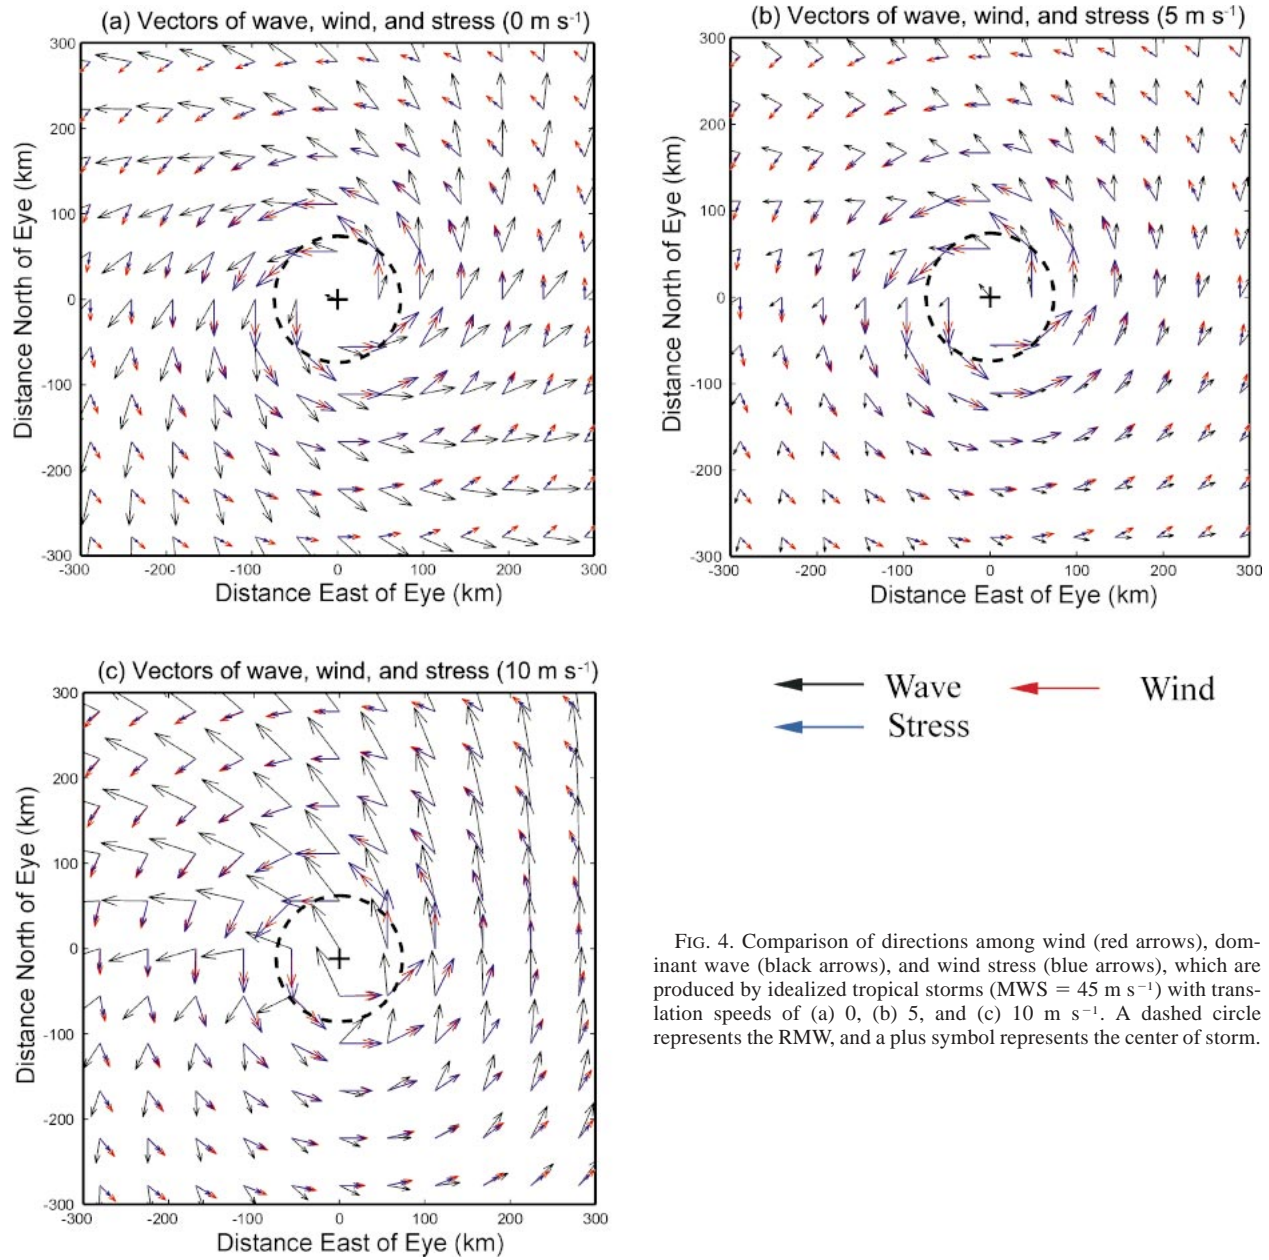 (a) Vectors of wave, wind, and stress (0 m s⁻¹)
300
200
100
0
-100
-200
-300
Distance North of Eye (km)
-300 -200 -100 0 100 200 300
Distance East of Eye (km)
(b) Vectors of wave, wind, and stress (5 m s⁻¹)
300
200
100
0
-100
-200
-300
Distance North of Eye (km)
-300 -200 -100 0 100 200 300
Distance East of Eye (km)
(c) Vectors of wave, wind, and stress (10 m s⁻¹)
300
200
100
0
-100
-200
-300
Distance North of Eye (km)
-300 -200 -100 0 100 200 300
Distance East of Eye (km)
Wave Wind
Stress
FIG. 4. Comparison of directions among wind (red arrows), dom-
inant wave (black arrows), and wind stress (blue arrows), which are
produced by idealized tropical storms (MWS = 45 m s⁻¹) with trans-
lation speeds of (a) 0, (b) 5, and (c) 10 m s⁻¹. A dashed circle
represents the RMW, and a plus symbol represents the center of storm.